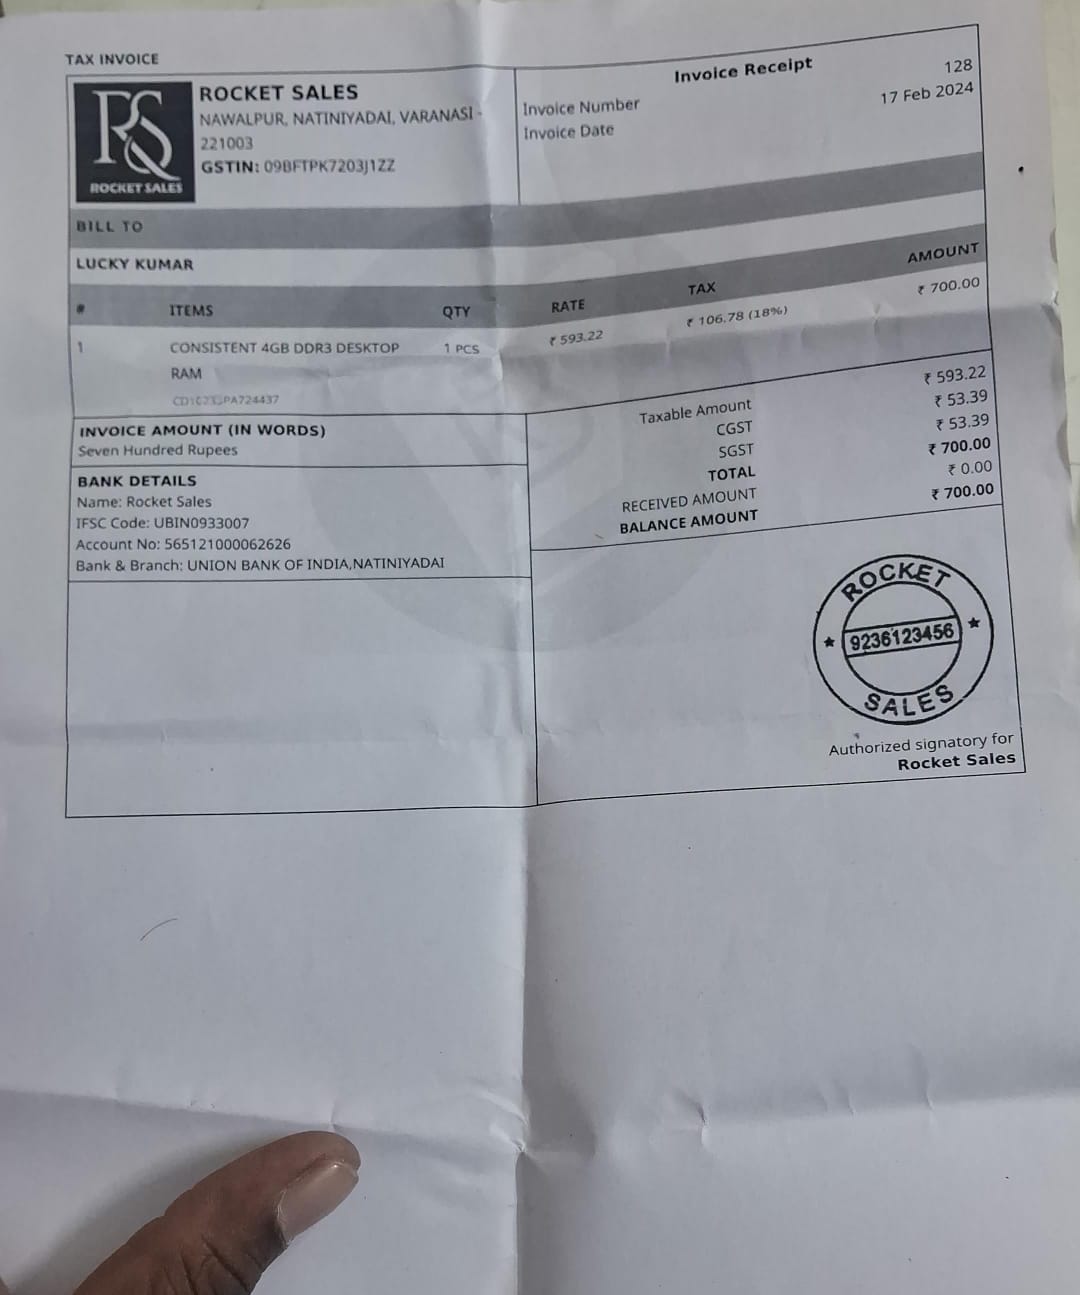 TAX INVOICE
RS
ROCKET SALES
ROCKET SALES
NAWALPUR, NATINIYADAI, VARANASI -
221003
GSTIN: 09BFTPK7203J1ZZ
Invoice Receipt
Invoice Number 128
Invoice Date 17 Feb 2024
BILL TO
LUCKY KUMAR
# ITEMS QTY RATE TAX AMOUNT
1 CONSISTENT 4GB DDR3 DESKTOP 1 PCS ₹ 593.22 ₹ 106.78 (18%) ₹ 700.00
RAM
Taxable Amount ₹ 593.22
CGST ₹ 53.39
SGST ₹ 53.39
TOTAL ₹ 700.00
RECEIVED AMOUNT ₹ 0.00
BALANCE AMOUNT ₹ 700.00
INVOICE AMOUNT (IN WORDS)
Seven Hundred Rupees
BANK DETAILS
Name: Rocket Sales
IFSC Code: UBIN0933007
Account No: 565121000062626
Bank & Branch: UNION BANK OF INDIA,NATINIYADAI
ROCKET
★ 9236123456 ★
SALES
Authorized signatory for
Rocket Sales